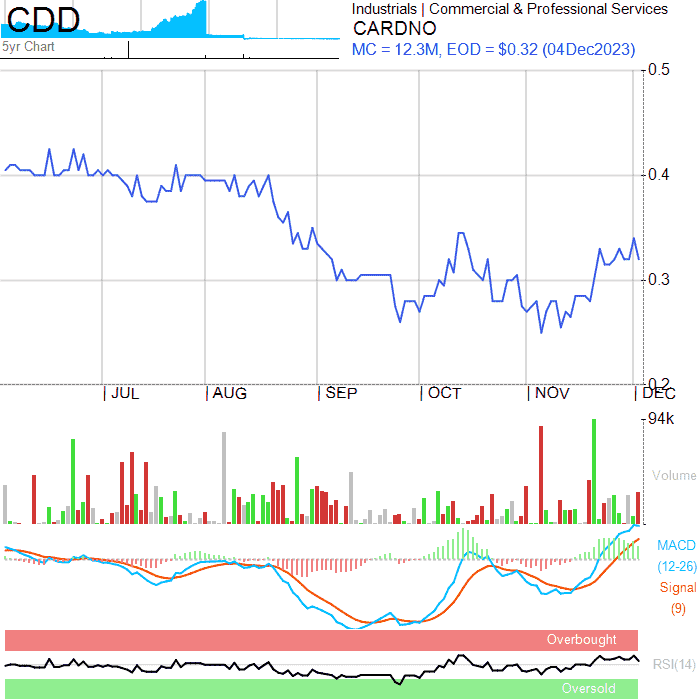 CDD
5yr Chart
Industrials | Commercial & Professional Services
CARDNO
MC = 12.3M, EOD = $0.32 (04Dec2023)
0.5
0.4
0.3
0.2
JUL
AUG
SEP
OCT
NOV
DEC
94k
Volume
MACD
(12-26)
Signal
(9)
Overbought
RSI(14)
Oversold